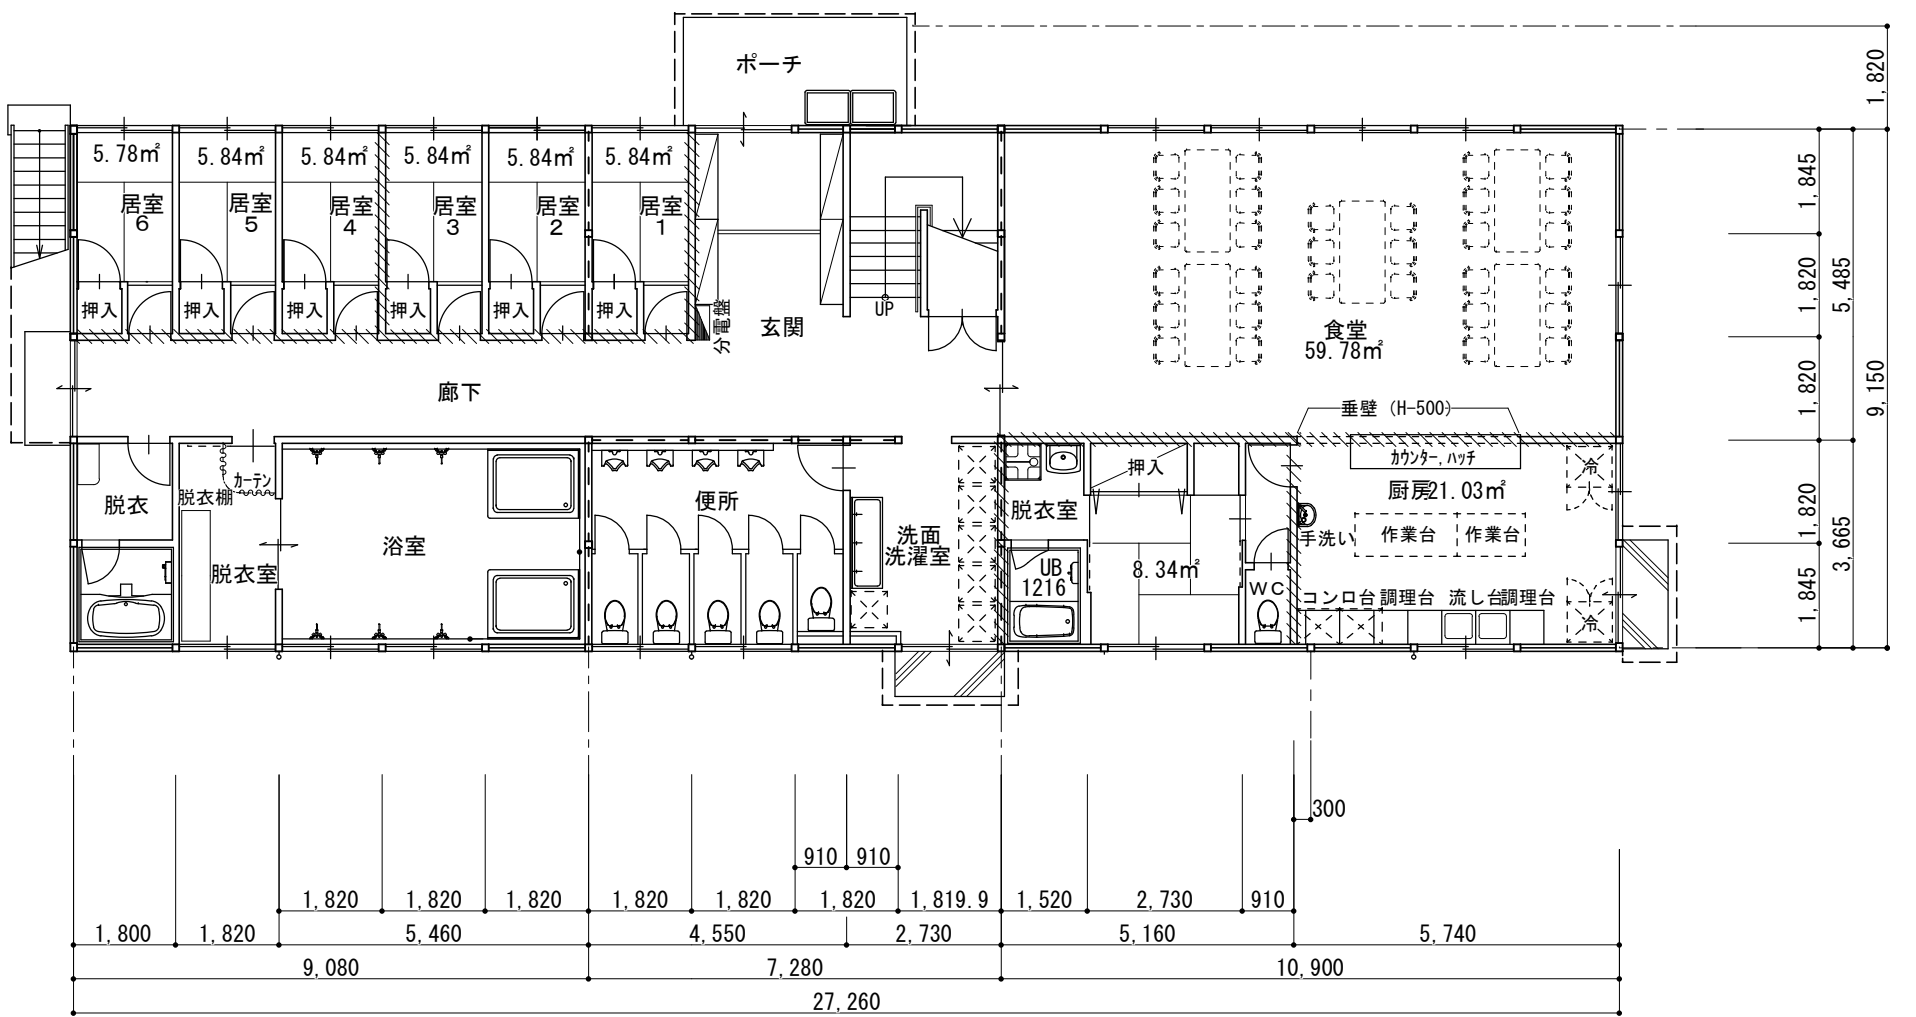 ポーチ
1,820
5.78㎡ 5.84㎡ 5.84㎡ 5.84㎡ 5.84㎡ 5.84㎡
居室
6
居室
5
居室
4
居室
3
居室
2
居室
1
1,845
1,820
5,485
押入 押入 押入 押入 押入 押入
分電盤
玄関
UP
食堂
59.78㎡
1,820
9,150
廊下
垂壁 (H-500)
カウンター,ハッチ
押入
冷
カーテン
脱衣棚
脱衣
便所
脱衣室
厨房21.03㎡
1,820
浴室
洗面
洗濯室
手洗い
作業台 作業台
3,665
脱衣室
UB
1216
8.34㎡
WC
コンロ台 調理台 流し台 調理台
冷
1,845
300
910 910
1,820 1,820 1,820 1,820 1,820 1,820 1,819.9 1,520 2,730 910
1,800 1,820 5,460 4,550 2,730 5,160 5,740
9,080 7,280 10,900
27,260